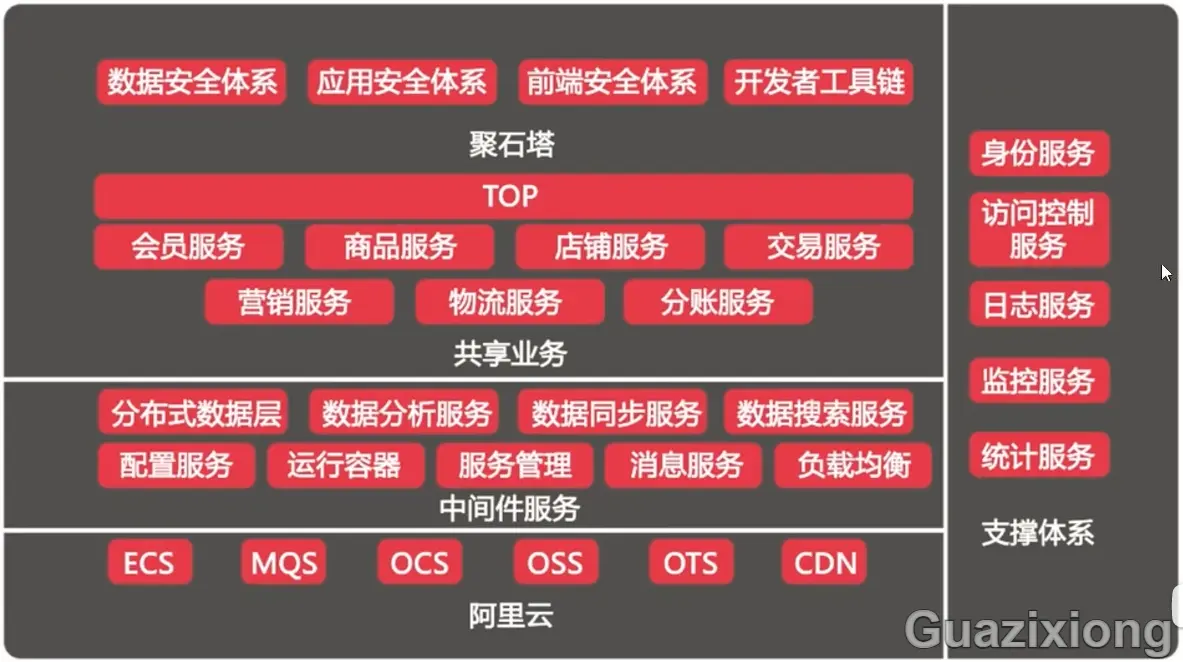 数据安全体系 应用安全体系 前端安全体系 开发者工具链
聚石塔
TOP
会员服务 商品服务 店铺服务 交易服务
营销服务 物流服务 分账服务
共享业务
分布式数据层 数据分析服务 数据同步服务 数据搜索服务
配置服务 运行容器 服务管理 消息服务 负载均衡
中间件服务
ECS MQS OCS OSS OTS CDN
阿里云
身份服务
访问控制
服务
日志服务
监控服务
统计服务
支撑体系
Guazixiong